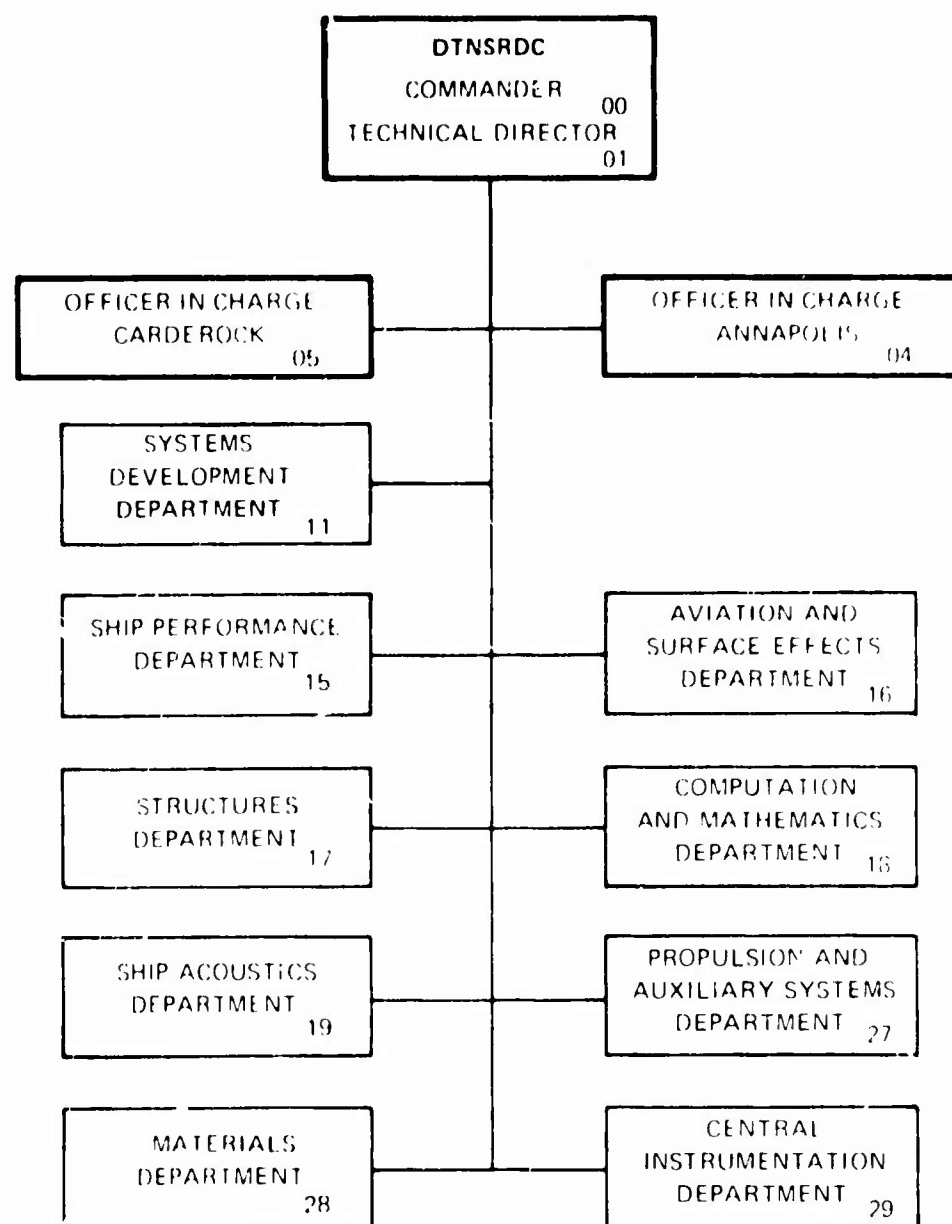 DTNSRDC
COMMANDER
00
TECHNICAL DIRECTOR
01
OFFICER IN CHARGE
CARDEROCK
05
OFFICER IN CHARGE
ANNAPOLIS
04
SYSTEMS
DEVELOPMENT
DEPARTMENT
11
SHIP PERFORMANCE
DEPARTMENT
15
AVIATION AND
SURFACE EFFECTS
DEPARTMENT
16
STRUCTURES
DEPARTMENT
17
COMPUTATION
AND MATHEMATICS
DEPARTMENT
18
SHIP ACOUSTICS
DEPARTMENT
19
PROPULSION AND
AUXILIARY SYSTEMS
DEPARTMENT
27
MATERIALS
DEPARTMENT
28
CENTRAL
INSTRUMENTATION
DEPARTMENT
29